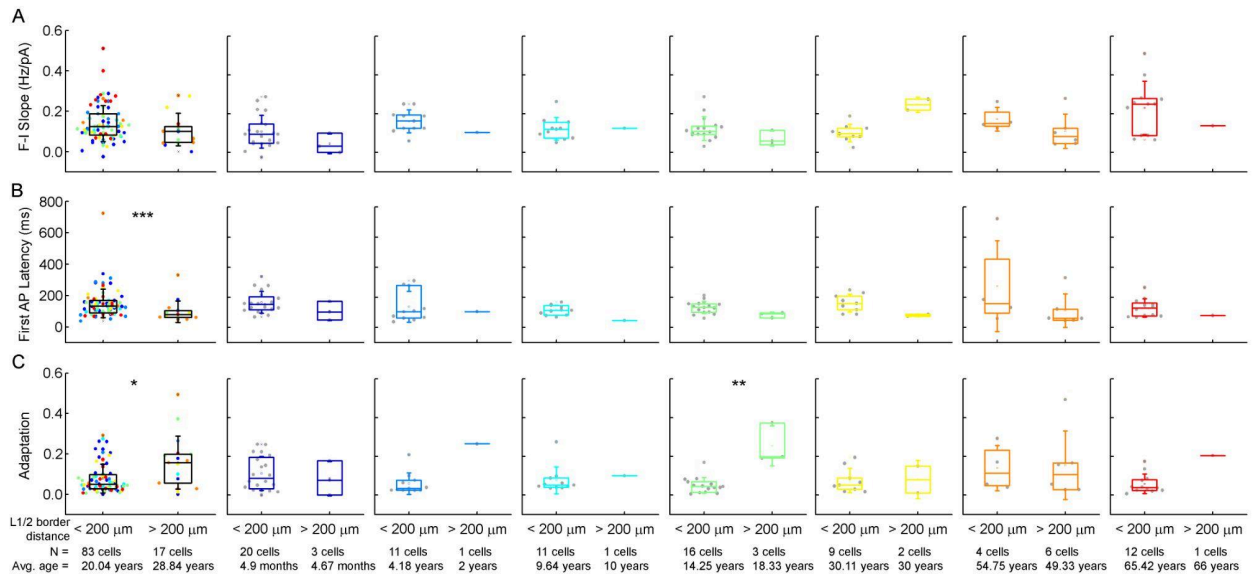 A
F-I Slope (Hz/pA)
0.6
0.4
0.2
0.0
B
First AP Latency (ms)
800
600
400
200
0
***
C
Adaptation
0.6
0.4
0.2
0.0
*
**
L1/2 border distance < 200 µm > 200 µm < 200 µm > 200 µm < 200 µm > 200 µm < 200 µm > 200 µm < 200 µm > 200 µm < 200 µm > 200 µm < 200 µm > 200 µm < 200 µm > 200 µm
N = 83 cells 17 cells 20 cells 3 cells 11 cells 1 cells 11 cells 1 cells 16 cells 3 cells 9 cells 2 cells 4 cells 6 cells 12 cells 1 cells
Avg. age = 20.04 years 28.84 years 4.9 months 4.67 months 4.18 years 2 years 9.64 years 10 years 14.25 years 18.33 years 30.11 years 30 years 54.75 years 49.33 years 65.42 years 66 years